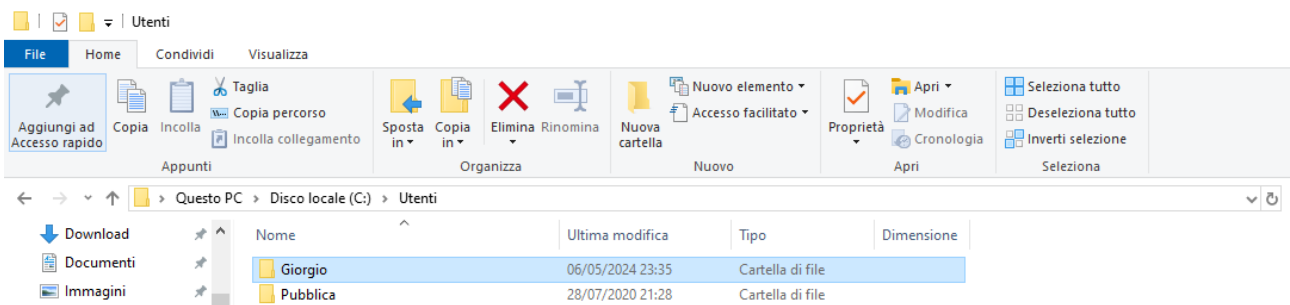 Utenti
File Home Condividi Visualizza
Aggiungi ad
Accesso rapido
Copia
Incolla
Taglia
Copia percorso
Incolla collegamento
Appunti
Sposta
in
Copia
in
Elimina
Rinomina
Organizza
Nuova
cartella
Nuovo elemento
Accesso facilitato
Nuovo
Proprietà
Apri
Modifica
Cronologia
Apri
Seleziona tutto
Deseleziona tutto
Inverti selezione
Seleziona
Questo PC > Disco locale (C:) > Utenti
Download
Documenti
Immagini
Nome Ultima modifica Tipo Dimensione
Giorgio 06/05/2024 23:35 Cartella di file
Pubblica 28/07/2020 21:28 Cartella di file